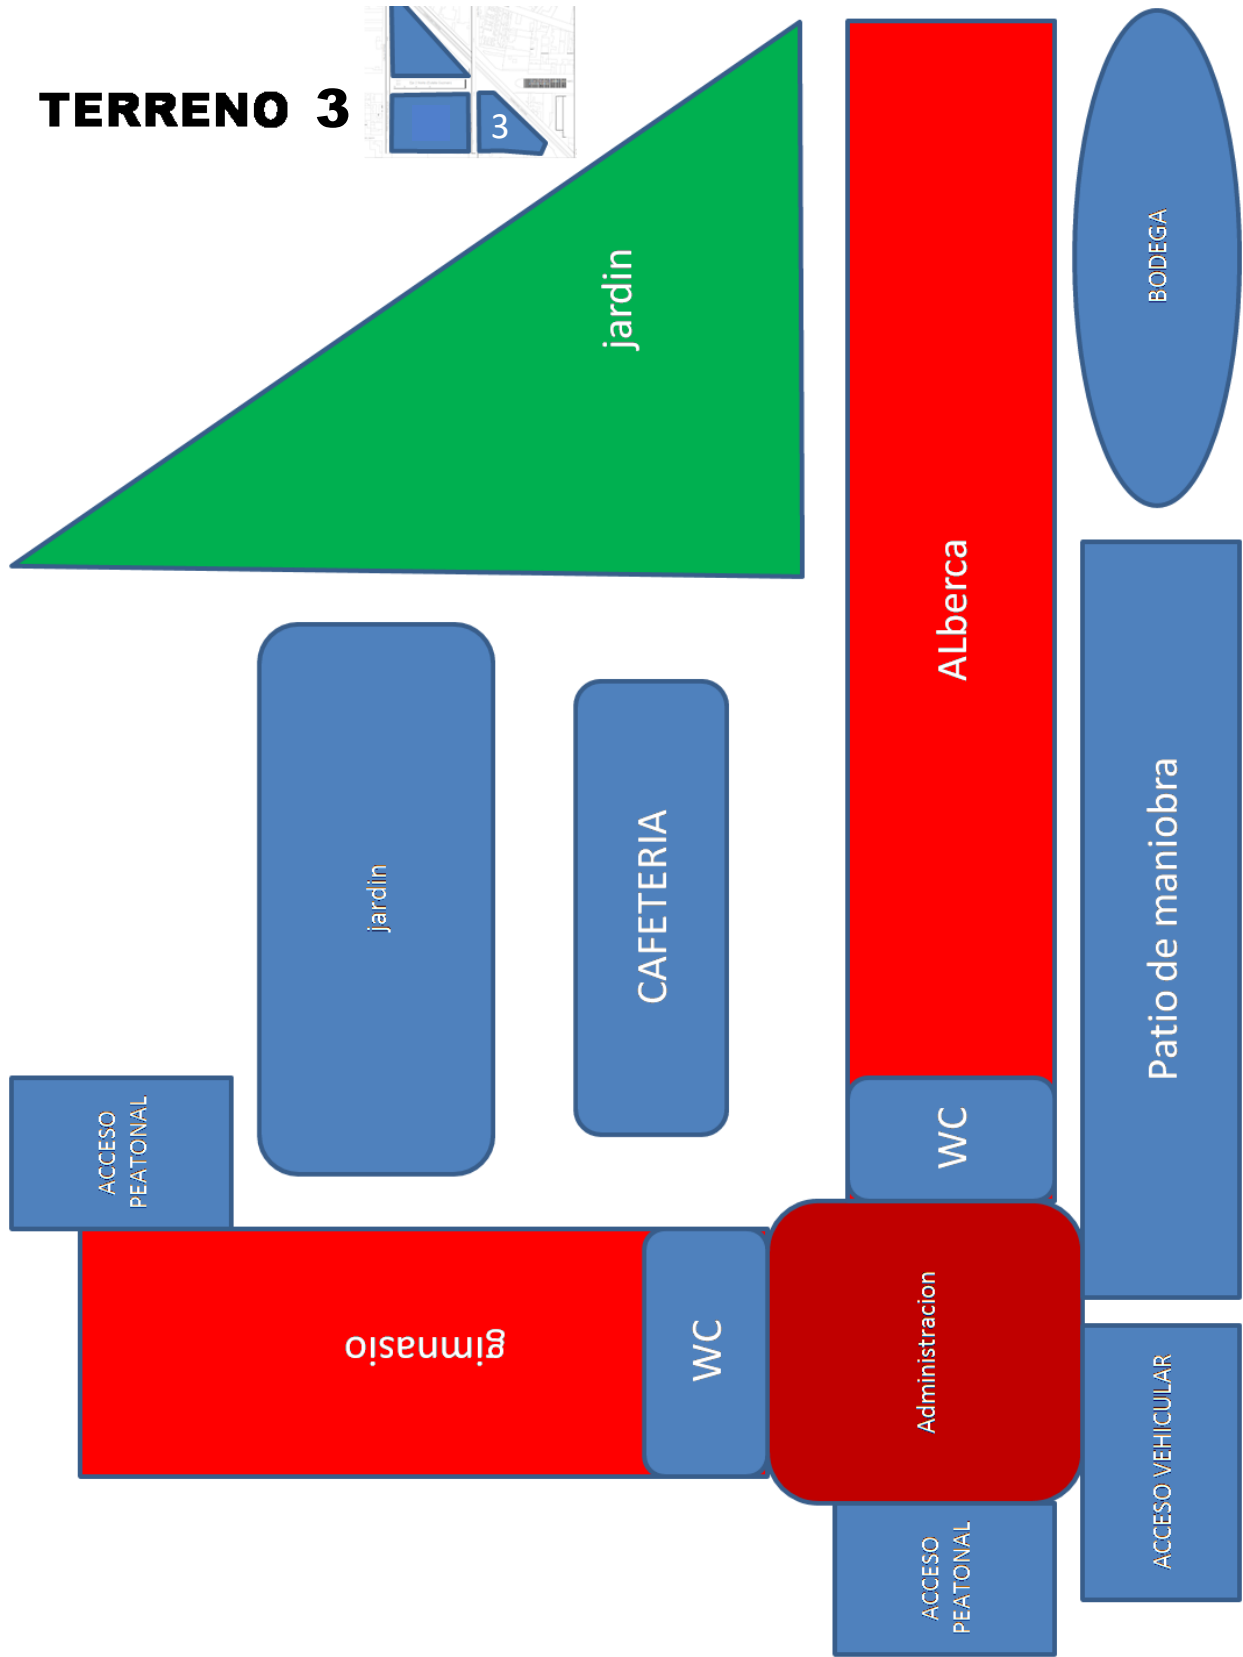 TERRENO 3
3
jardin
BODEGA
ALberca
jardin
CAFETERIA
Patio de maniobra
ACCESO
PEATONAL
WC
gimnasio
WC
Administracion
ACCESO VEHICULAR
ACCESO
PEATONAL